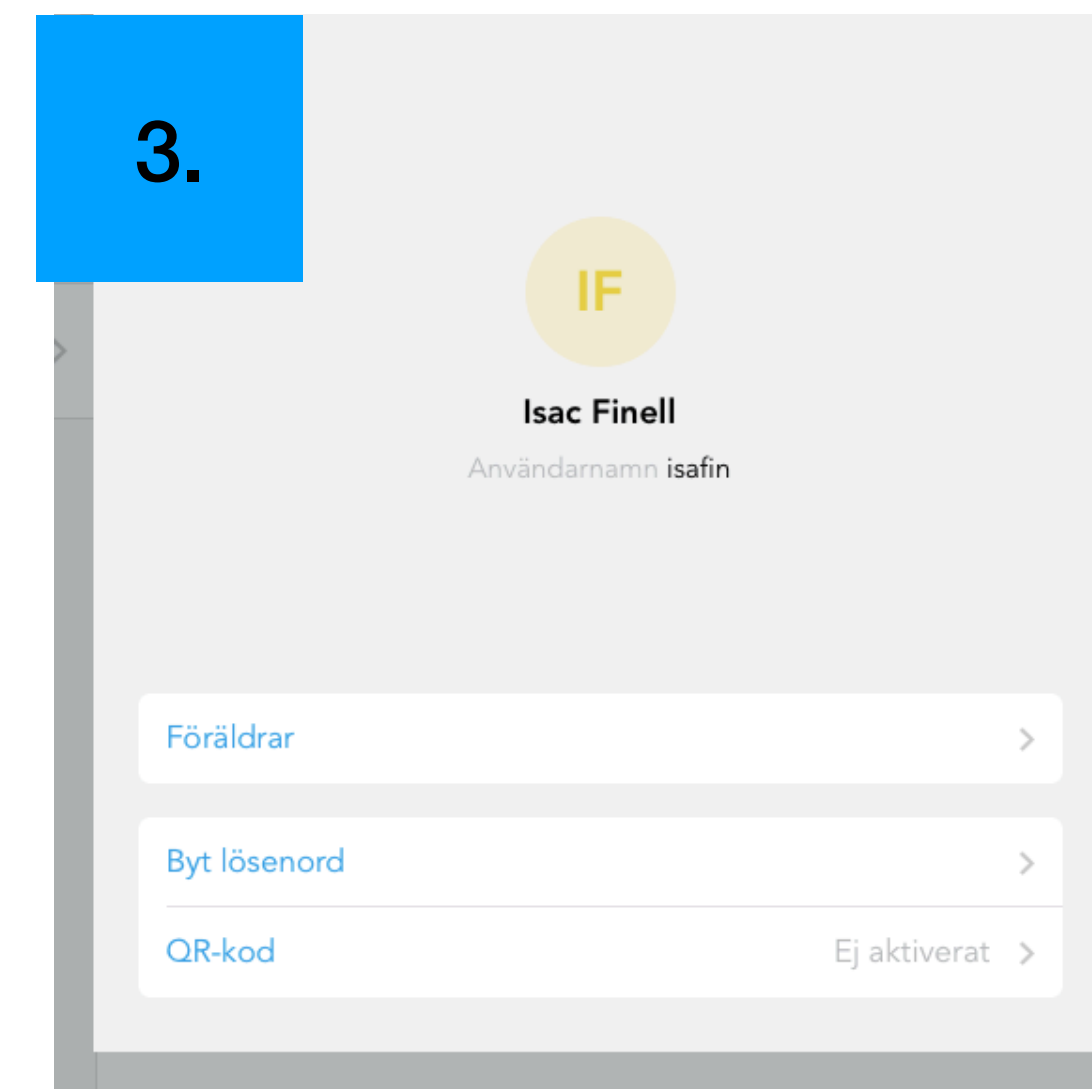 3.
IF
Isac Finell
Användarnamn isafin
Föräldrar
Byt lösenord
QR-kod Ej aktiverat